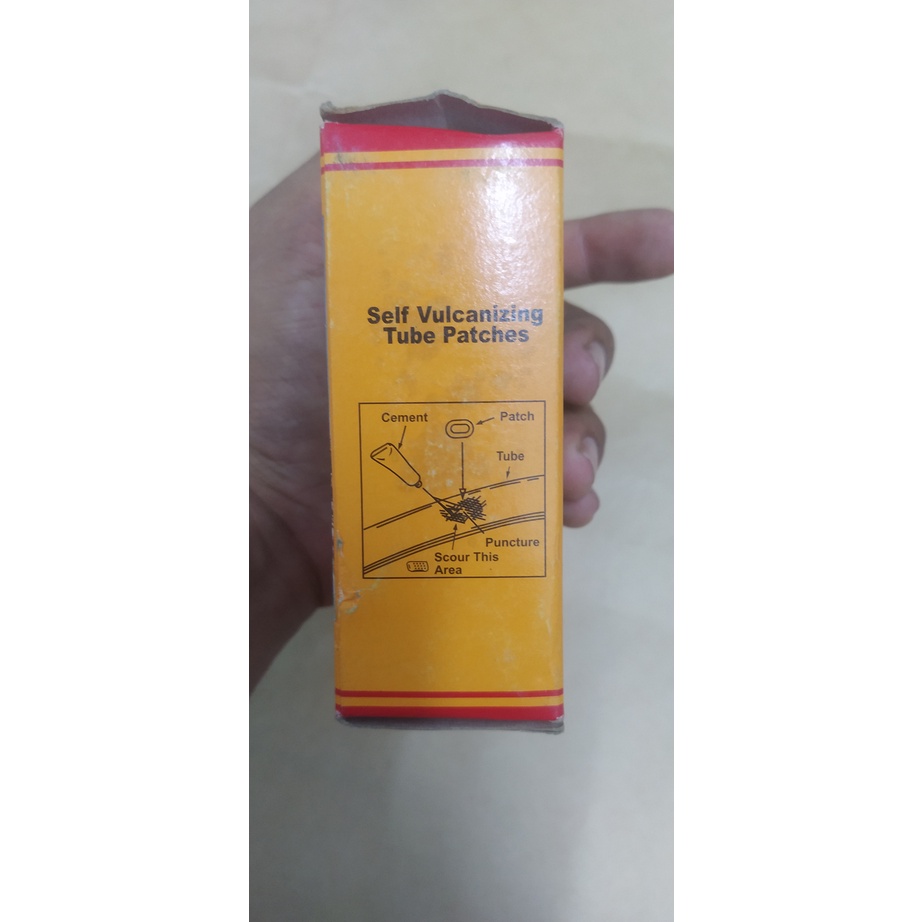 Self Vulcanizing
Tube Patches
Cement
Patch
Tube
Puncture
Scour This
Area